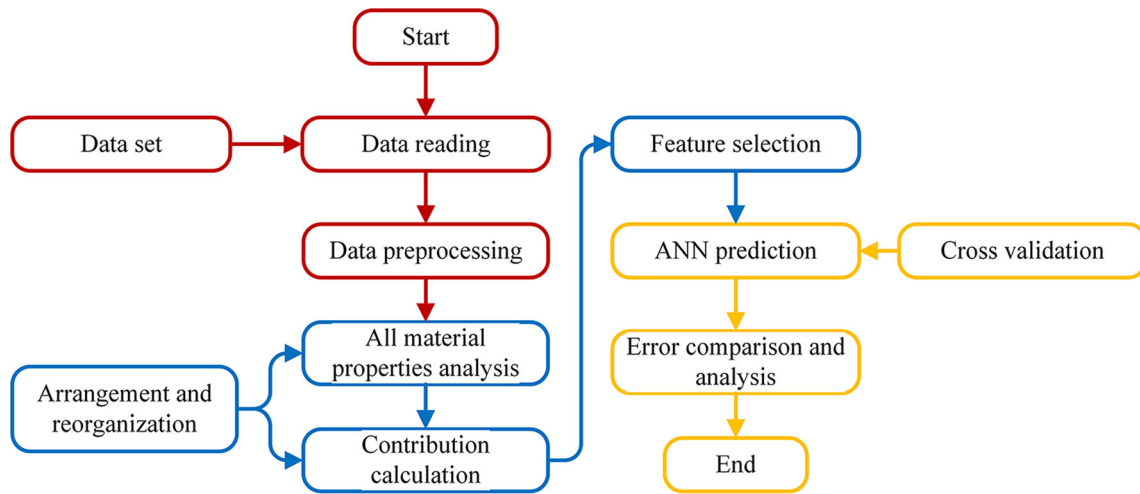 Start
Data set
Data reading
Data preprocessing
All material
properties analysis
Arrangement and
reorganization
Contribution
calculation
Feature selection
ANN prediction
Cross validation
Error comparison and
analysis
End